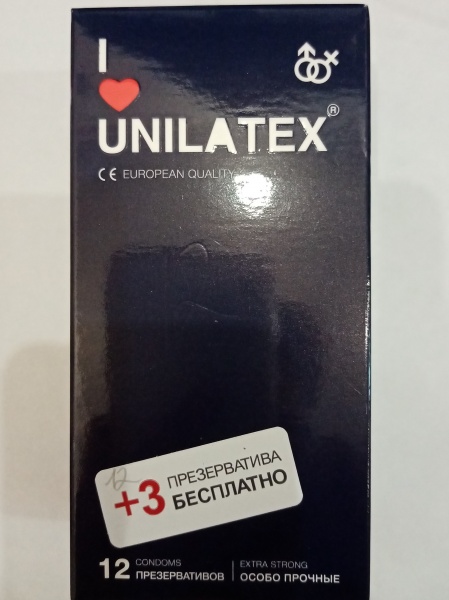 I
❤
UNILATEX®
CE EUROPEAN QUALITY
12
+3 ПРЕЗЕРВАТИВА
БЕСПЛАТНО
12 CONDOMS
ПРЕЗЕРВАТИВОВ
EXTRA STRONG
ОСОБО ПРОЧНЫЕ